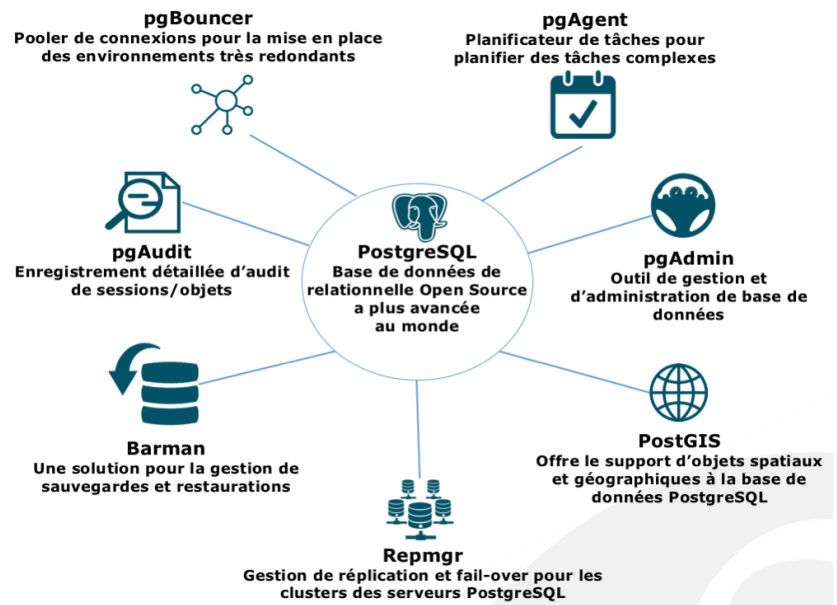 pgBouncer
Pooler de connexions pour la mise en place
des environnements très redondants
pgAgent
Planificateur de tâches pour
planifier des tâches complexes
pgAudit
Enregistrement détaillée d'audit
de sessions/objets
PostgreSQL
Base de données de
relationnelle Open Source
a plus avancée
au monde
pgAdmin
Outil de gestion et
d'administration de base de
données
Barman
Une solution pour la gestion de
sauvegardes et restaurations
PostGIS
Offre le support d'objets spatiaux
et géographiques à la base de
données PostgreSQL
Repmgr
Gestion de réplication et fail-over pour les
clusters des serveurs PostgreSQL